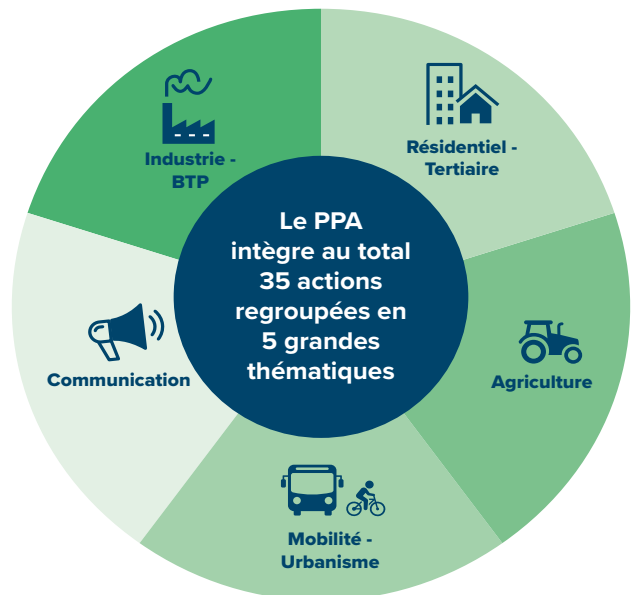 Industrie -
BTP
Résidentiel -
Tertiaire
Le PPA
intègre au total
35 actions
regroupées en
5 grandes
thématiques
Communication
Agriculture
Mobilité -
Urbanisme